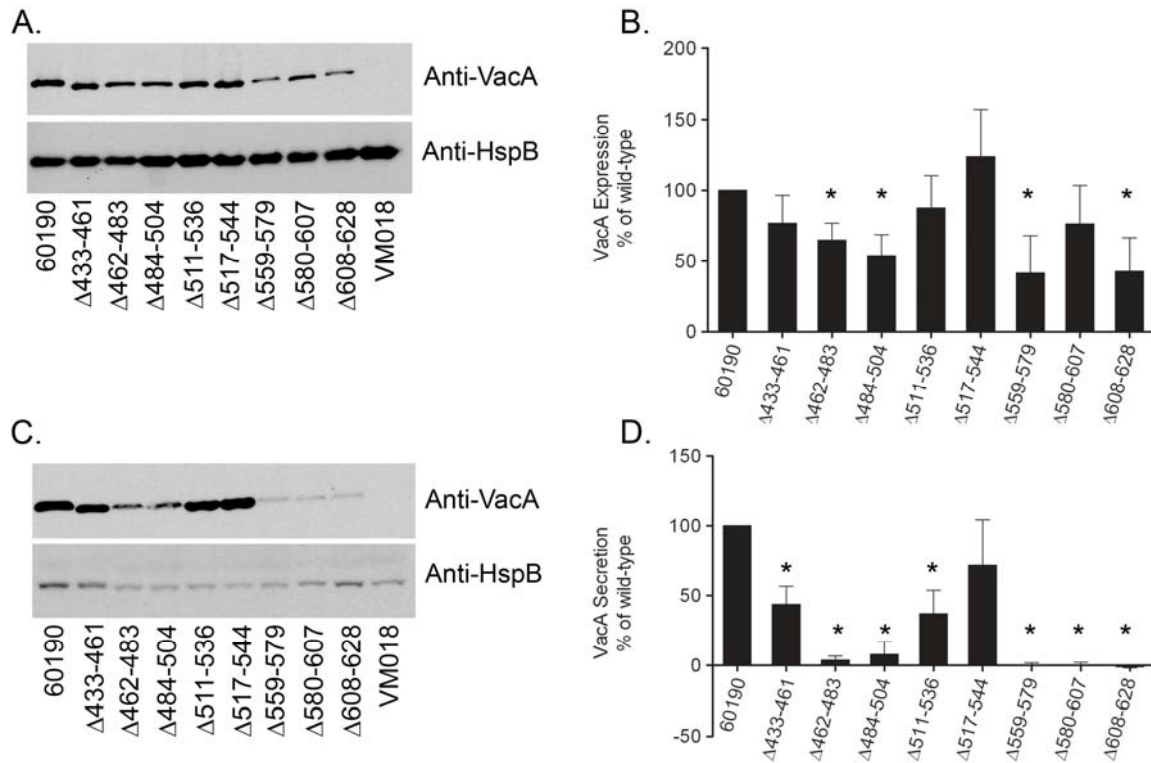 A.
Anti-VacA
Anti-HspB
60190
Δ433-461
Δ462-483
Δ484-504
Δ511-536
Δ517-544
Δ559-579
Δ580-607
Δ608-628
VM018
B.
VacA Expression
% of wild-type
200
150
100
50
0
* * * *
60190
Δ433-461
Δ462-483
Δ484-504
Δ511-536
Δ517-544
Δ559-579
Δ580-607
Δ608-628
C.
Anti-VacA
Anti-HspB
60190
Δ433-461
Δ462-483
Δ484-504
Δ511-536
Δ517-544
Δ559-579
Δ580-607
Δ608-628
VM018
D.
VacA Secretion
% of wild-type
150
100
50
0
-50
* * * * * * *
60190
Δ433-461
Δ462-483
Δ484-504
Δ511-536
Δ517-544
Δ559-579
Δ580-607
Δ608-628